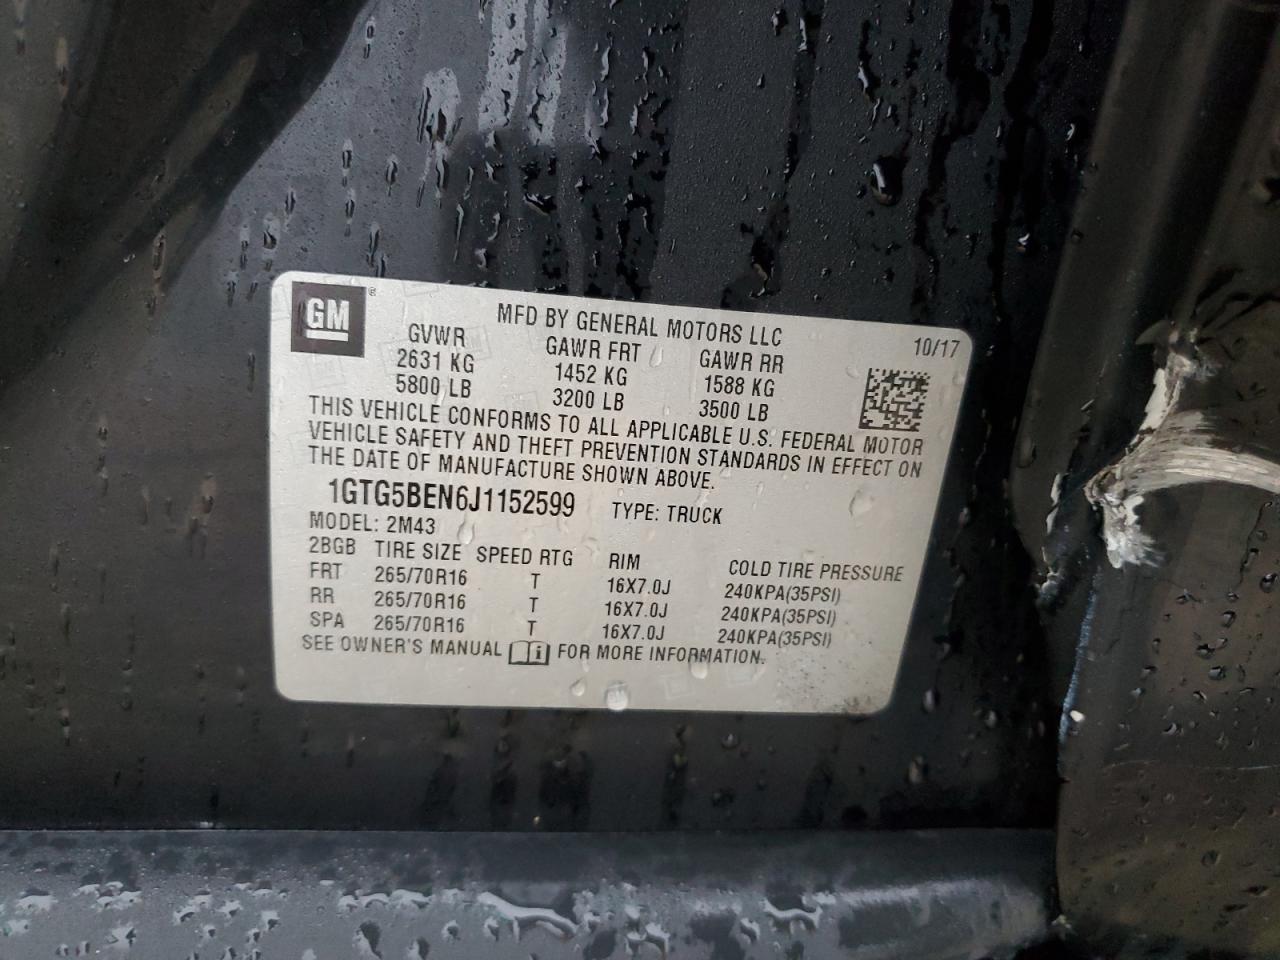 GM ®
MFD BY GENERAL MOTORS LLC
10/17
GVWR GAWR FRT GAWR RR
2631 KG 1452 KG 1588 KG
5800 LB 3200 LB 3500 LB
THIS VEHICLE CONFORMS TO ALL APPLICABLE U.S. FEDERAL MOTOR
VEHICLE SAFETY AND THEFT PREVENTION STANDARDS IN EFFECT ON
THE DATE OF MANUFACTURE SHOWN ABOVE.
1GTG5BEN6J1152599 TYPE: TRUCK
MODEL: 2M43
2BGB TIRE SIZE SPEED RTG RIM COLD TIRE PRESSURE
FRT 265/70R16 T 16X7.0J 240KPA(35PSI)
RR 265/70R16 T 16X7.0J 240KPA(35PSI)
SPA 265/70R16 T 16X7.0J 240KPA(35PSI)
SEE OWNER'S MANUAL i FOR MORE INFORMATION.